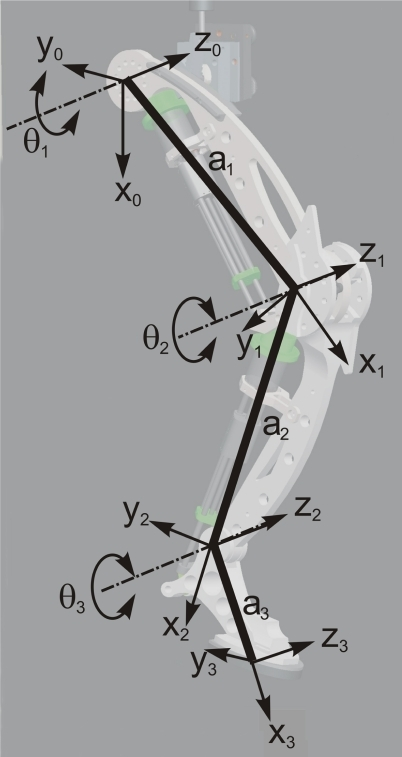 y₀
z₀
θ₁
x₀
a₁
z₁
θ₂
y₁
x₁
a₂
y₂
z₂
θ₃
a₃
x₂
y₃
z₃
x₃